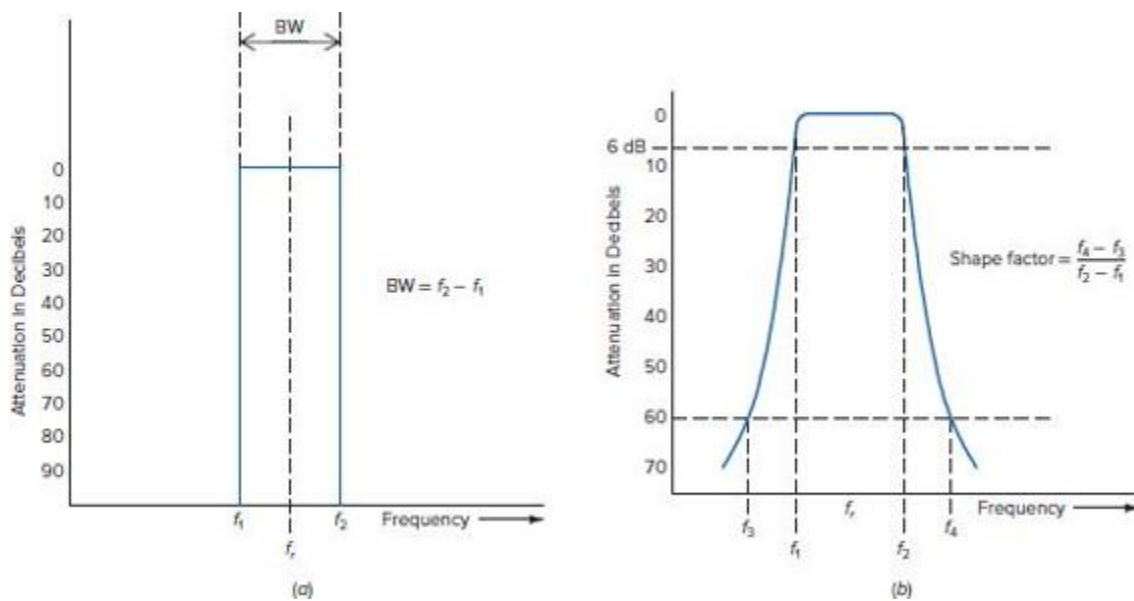 BW
0
10
20
30
40
50
60
70
80
90
Attenuation in Decibels
BW = f₂ – f₁
f₁
f₂
Frequency
fᵣ
(a)
0
6 dB
10
20
30
40
50
60
70
Attenuation in Decibels
Shape factor = f₄ – f₃
f₂ – f₁
f₃
fᵣ
f₄
Frequency
f₁
f₂
(b)